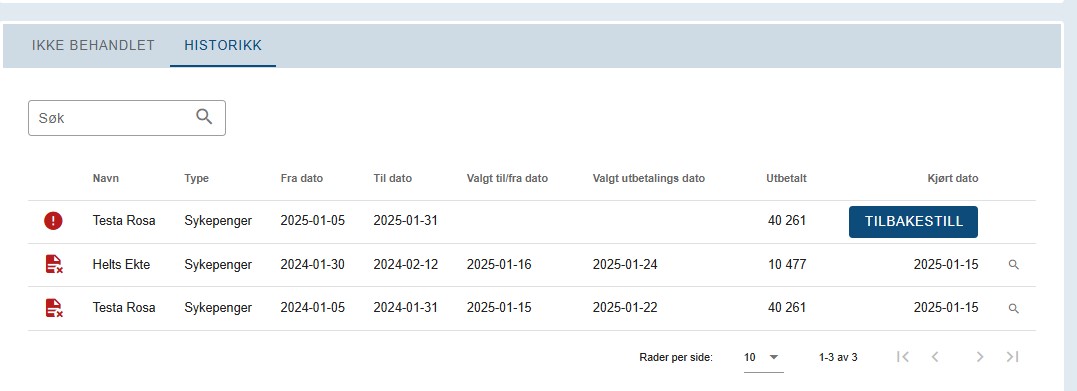 IKKE BEHANDLET HISTORIKK
Søk
Navn Type Fra dato Til dato Valgt til/fra dato Valgt utbetalings dato Utbetalt Kjørt dato
Testa Rosa Sykepenger 2025-01-05 2025-01-31 40 261 TILBAKESTILL
Helts Ekte Sykepenger 2024-01-30 2024-02-12 2025-01-16 2025-01-24 10 477 2025-01-15
Testa Rosa Sykepenger 2024-01-05 2024-01-31 2025-01-15 2025-01-22 40 261 2025-01-15
Rader per side: 10 1-3 av 3